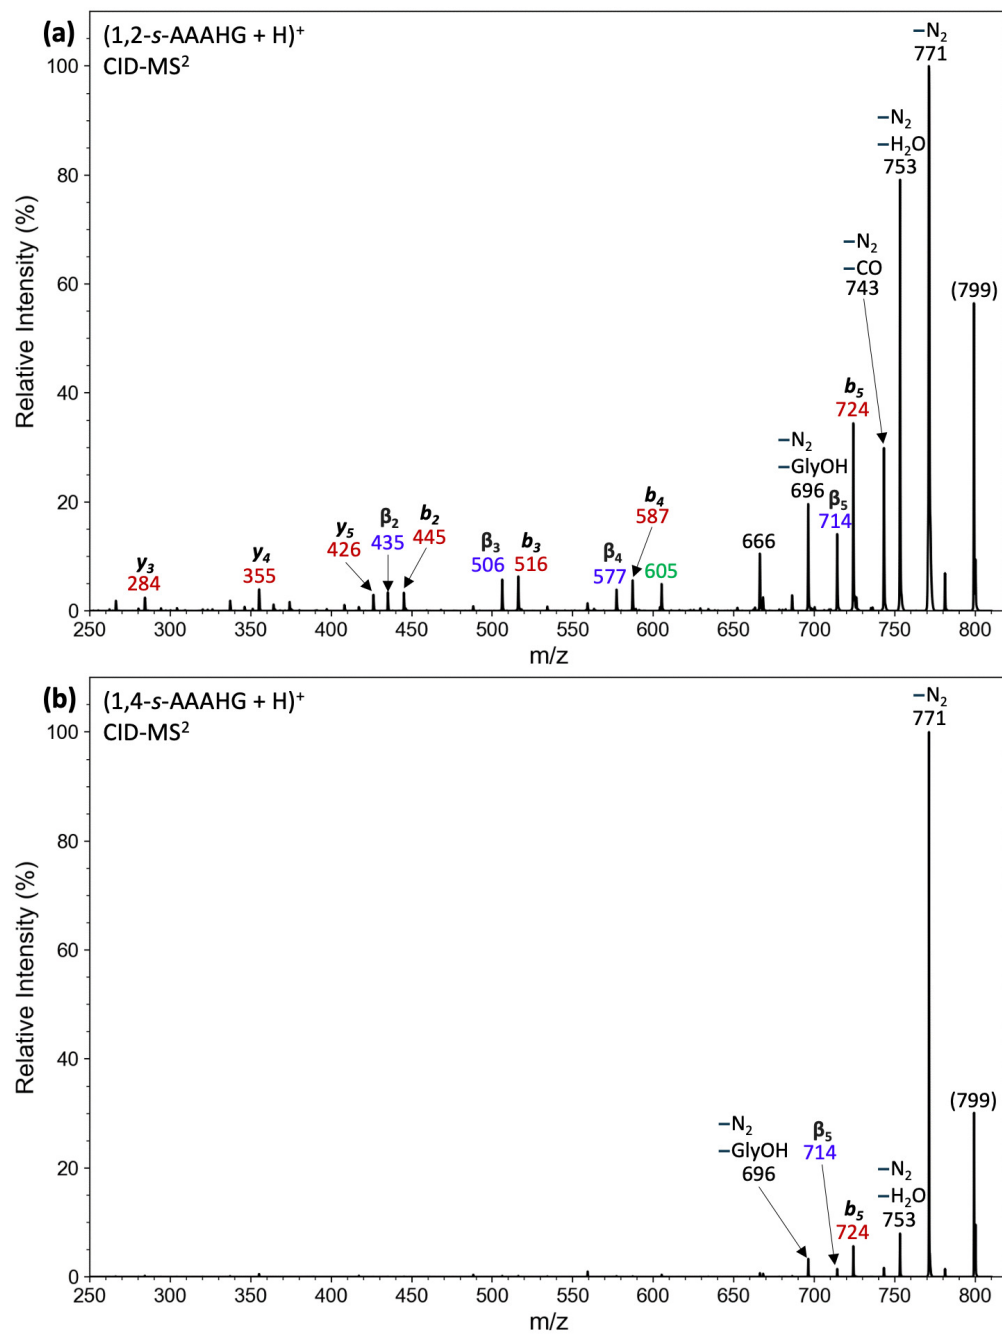 (a)
(1,2-s-AAAHG + H)⁺
CID-MS²
−N₂
771
−N₂
−H₂O
753
−N₂
−CO
743
(799)
b₅
724
−N₂
−GlyOH
696
β₅
714
666
b₄
587
605
β₄
577
b₃
516
β₃
506
b₂
445
β₂
435
y₅
426
y₄
355
y₃
284
Relative Intensity (%)
100
80
60
40
20
0
250 300 350 400 450 500 550 600 650 700 750 800
m/z
(b)
(1,4-s-AAAHG + H)⁺
CID-MS²
−N₂
771
(799)
−N₂
−GlyOH
696
β₅
714
b₅
724
−N₂
−H₂O
753
Relative Intensity (%)
100
80
60
40
20
0
250 300 350 400 450 500 550 600 650 700 750 800
m/z